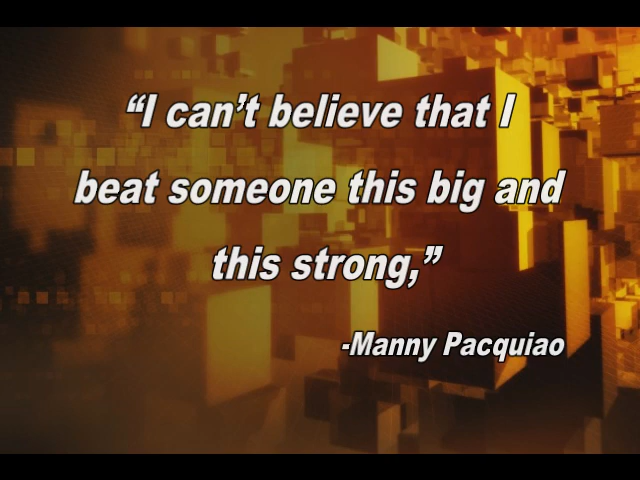 “I can’t believe that I
beat someone this big and
this strong,”
-Manny Pacquiao